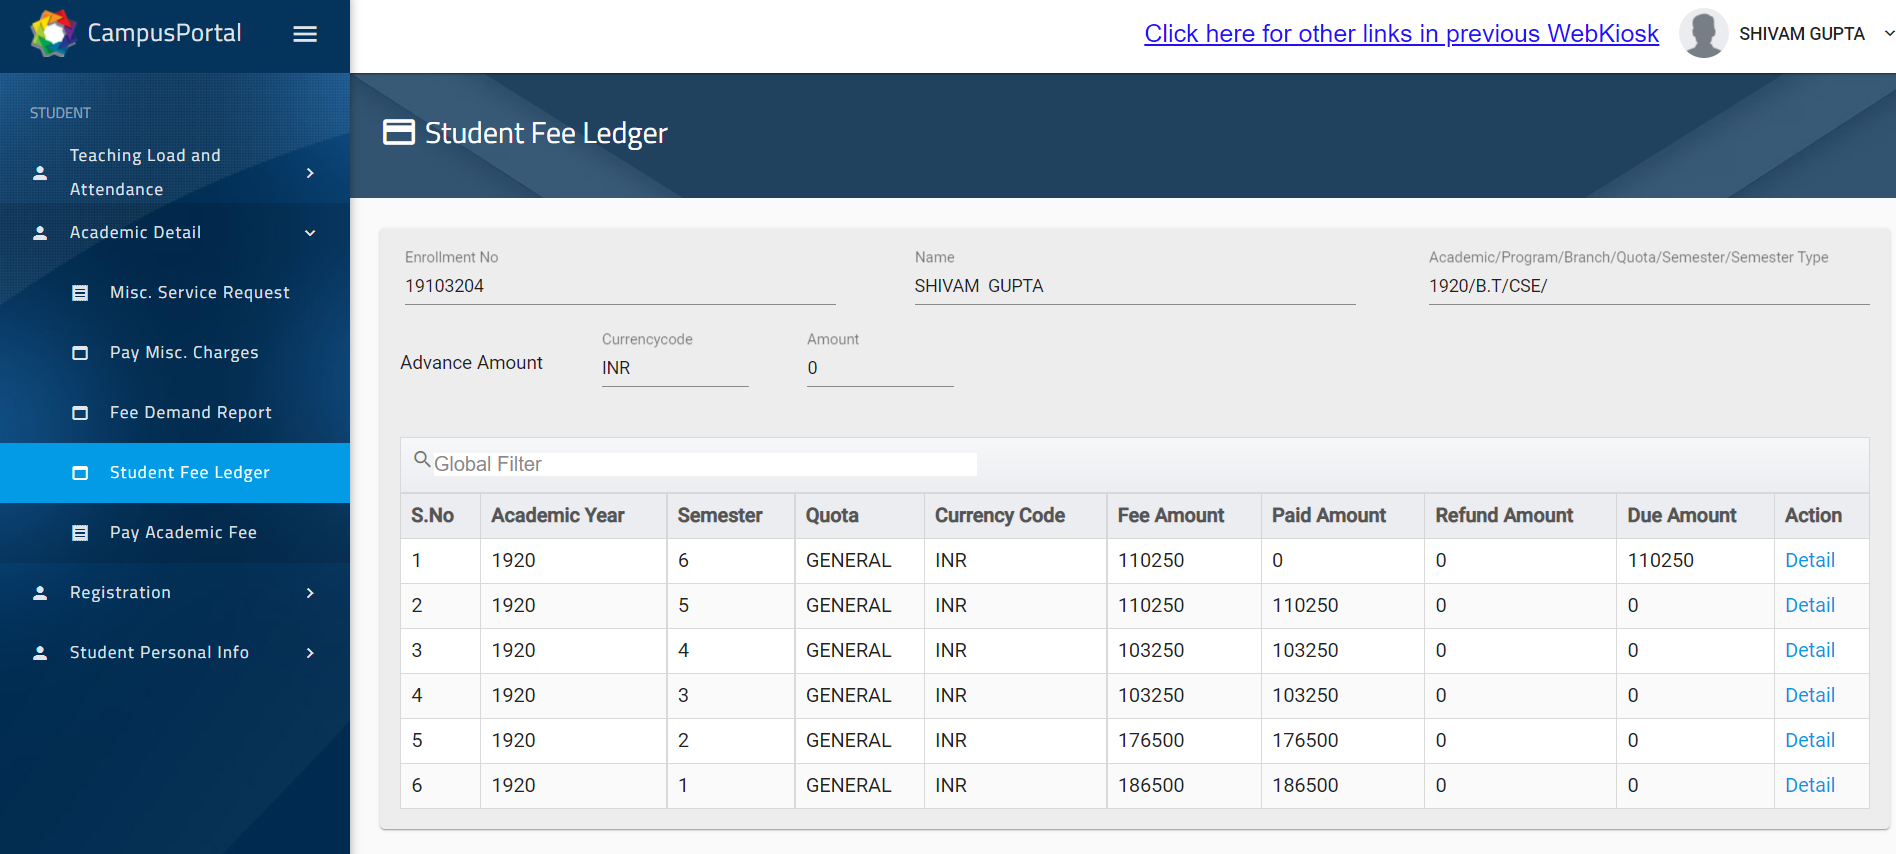 CampusPortal
Click here for other links in previous WebKiosk
SHIVAM GUPTA
STUDENT
Teaching Load and
Attendance
Academic Detail
Misc. Service Request
Pay Misc. Charges
Fee Demand Report
Student Fee Ledger
Pay Academic Fee
Registration
Student Personal Info
Student Fee Ledger
Enrollment No Name Academic/Program/Branch/Quota/Semester/Semester Type
19103204 SHIVAM  GUPTA 1920/B.T/CSE/
Currencycode Amount
Advance Amount INR 0
Global Filter
S.No Academic Year Semester Quota Currency Code Fee Amount Paid Amount Refund Amount Due Amount Action
1 1920 6 GENERAL INR 110250 0 0 110250 Detail
2 1920 5 GENERAL INR 110250 110250 0 0 Detail
3 1920 4 GENERAL INR 103250 103250 0 0 Detail
4 1920 3 GENERAL INR 103250 103250 0 0 Detail
5 1920 2 GENERAL INR 176500 176500 0 0 Detail
6 1920 1 GENERAL INR 186500 186500 0 0 Detail